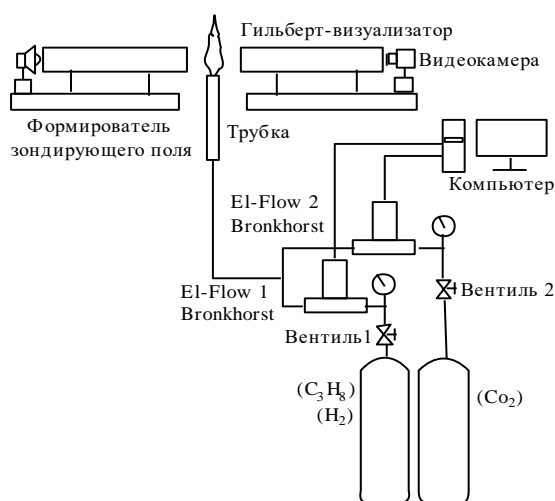 Гильберт-визуализатор
Видеокамера
Формирователь
зондирующего поля
Трубка
Компьютер
El-Flow 2
Bronkhorst
El-Flow 1
Bronkhorst
Вентиль 2
Вентиль1
(C₃H₈)
(H₂)
(Co₂)